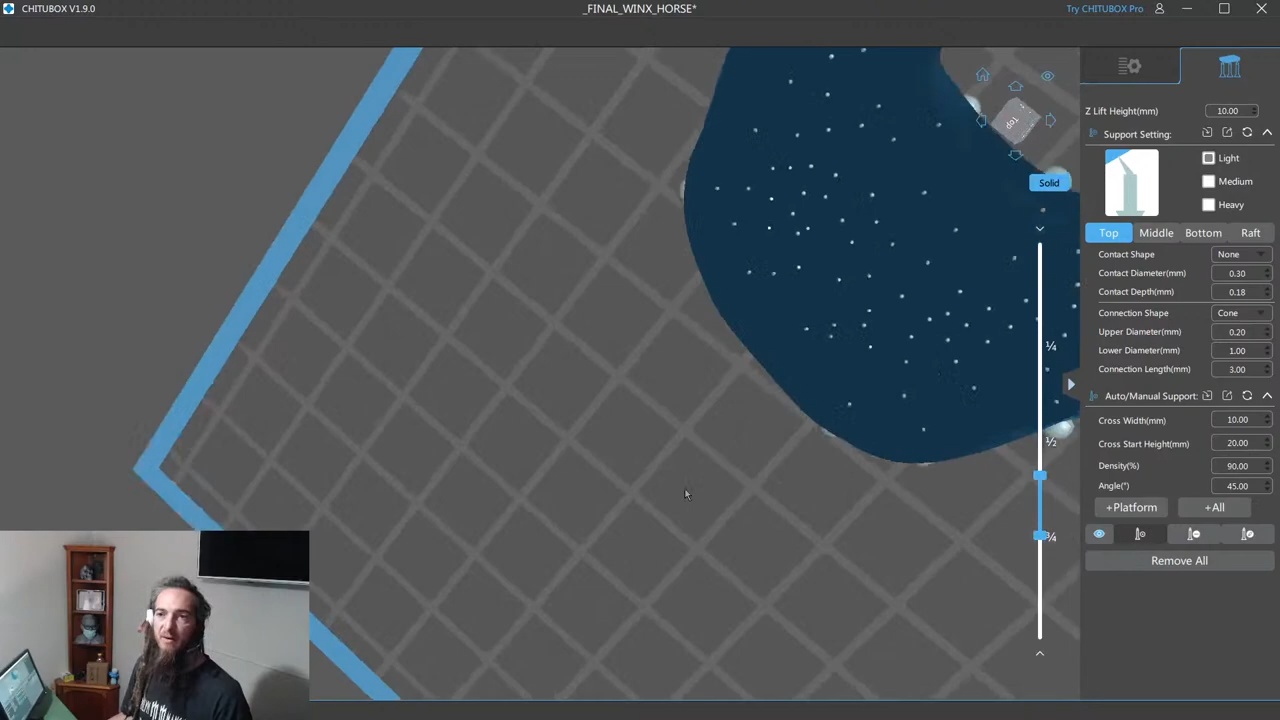 CHITUBOX V1.9.0
_FINAL_WINX_HORSE*
Try CHITUBOX Pro
Z Lift Height(mm) 10.00
Support Setting:
Light
Medium
Heavy
Top Middle Bottom Raft
Contact Shape None
Contact Diameter(mm) 0.30
Contact Depth(mm) 0.18
Connection Shape Cone
Upper Diameter(mm) 0.20
Lower Diameter(mm) 1.00
Connection Length(mm) 3.00
Auto/Manual Support:
Cross Width(mm) 10.00
Cross Start Height(mm) 20.00
Density(%) 90.00
Angle(°) 45.00
+Platform +All
Remove All
Top
Solid
¼
½
¾